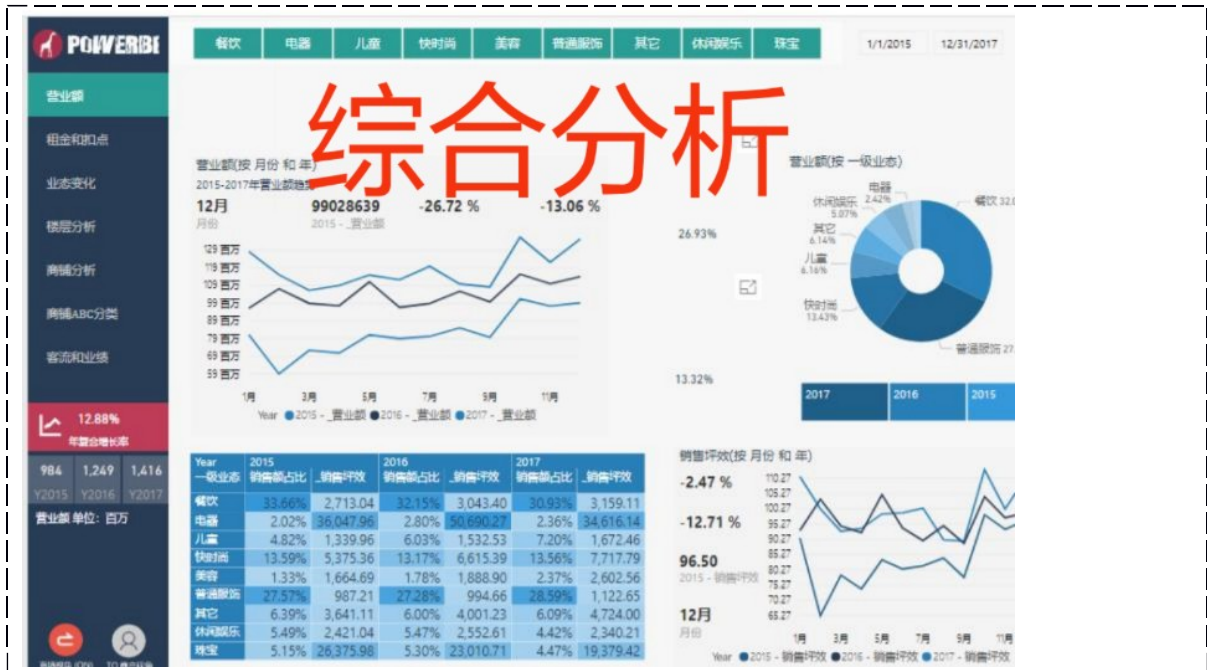 POWERBI
餐饮 电器 儿童 快时尚 美容 普通服饰 其它 休闲娱乐 珠宝
1/1/2015 12/31/2017
营业额
租金和扣点
业态变化
楼层分析
商铺分析
商铺ABC分类
客流和业绩
12.88%
年复合增长率
984 1,249 1,416
Y2015 Y2016 Y2017
营业额 单位：百万
综合分析
营业额(按 月份 和 年)
2015-2017年营业额趋势
12月 99028639 -26.72 % -13.06 %
月份 2015 - _营业额
129 百万
119 百万
109 百万
99 百万
89 百万
79 百万
69 百万
59 百万
1月 3月 5月 7月 9月 11月
Year 2015 - _营业额 2016 - _营业额 2017 - _营业额
26.93%
13.32%
营业额(按 一级业态)
电器
2.42%
休闲娱乐
5.07%
其它
6.14%
儿童
6.16%
快时尚
13.43%
餐饮 32.0
普通服饰 27.
2017 2016 2015
Year 2015 2016 2017
一级业态 销售额占比 _销售坪效 销售额占比 _销售坪效 销售额占比 _销售坪效
餐饮 33.66% 2,713.04 32.15% 3,043.40 30.93% 3,159.11
电器 2.02% 36,047.96 2.80% 50,690.27 2.36% 34,616.14
儿童 4.82% 1,339.96 6.03% 1,532.53 7.20% 1,672.46
快时尚 13.59% 5,375.36 13.17% 6,615.39 13.56% 7,717.79
美容 1.33% 1,664.69 1.78% 1,888.90 2.37% 2,602.56
普通服饰 27.57% 987.21 27.28% 994.66 28.59% 1,122.65
其它 6.39% 3,641.11 6.00% 4,001.23 6.09% 4,724.00
休闲娱乐 5.49% 2,421.04 5.47% 2,552.61 4.42% 2,340.21
珠宝 5.15% 26,375.98 5.30% 23,010.71 4.47% 19,379.42
销售坪效(按 月份 和 年)
-2.47 %
-12.71 %
96.50
2015 - 销售坪效
12月
月份
110.27
105.27
100.27
95.27
90.27
85.27
80.27
75.27
70.27
65.27
1月 3月 5月 7月 9月 11月
Year 2015 - 销售坪效 2016 - 销售坪效 2017 - 销售坪效